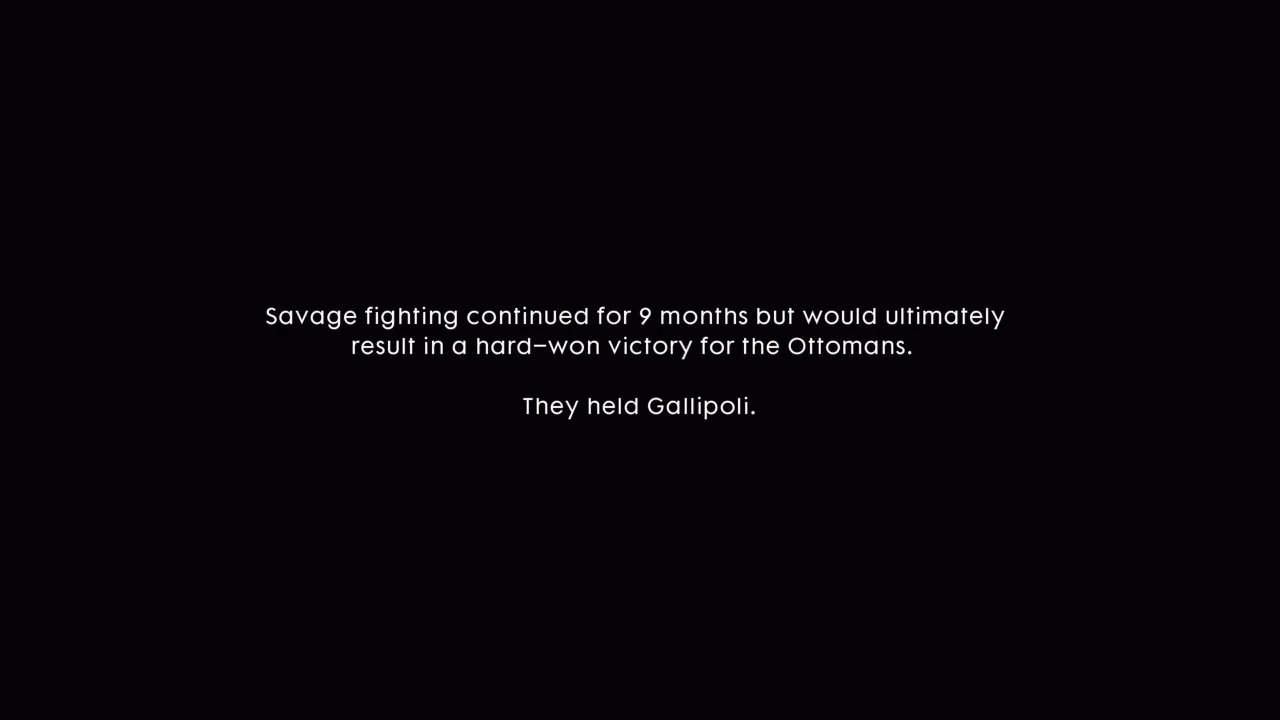 Savage fighting continued for 9 months but would ultimately
result in a hard-won victory for the Ottomans.
They held Gallipoli.